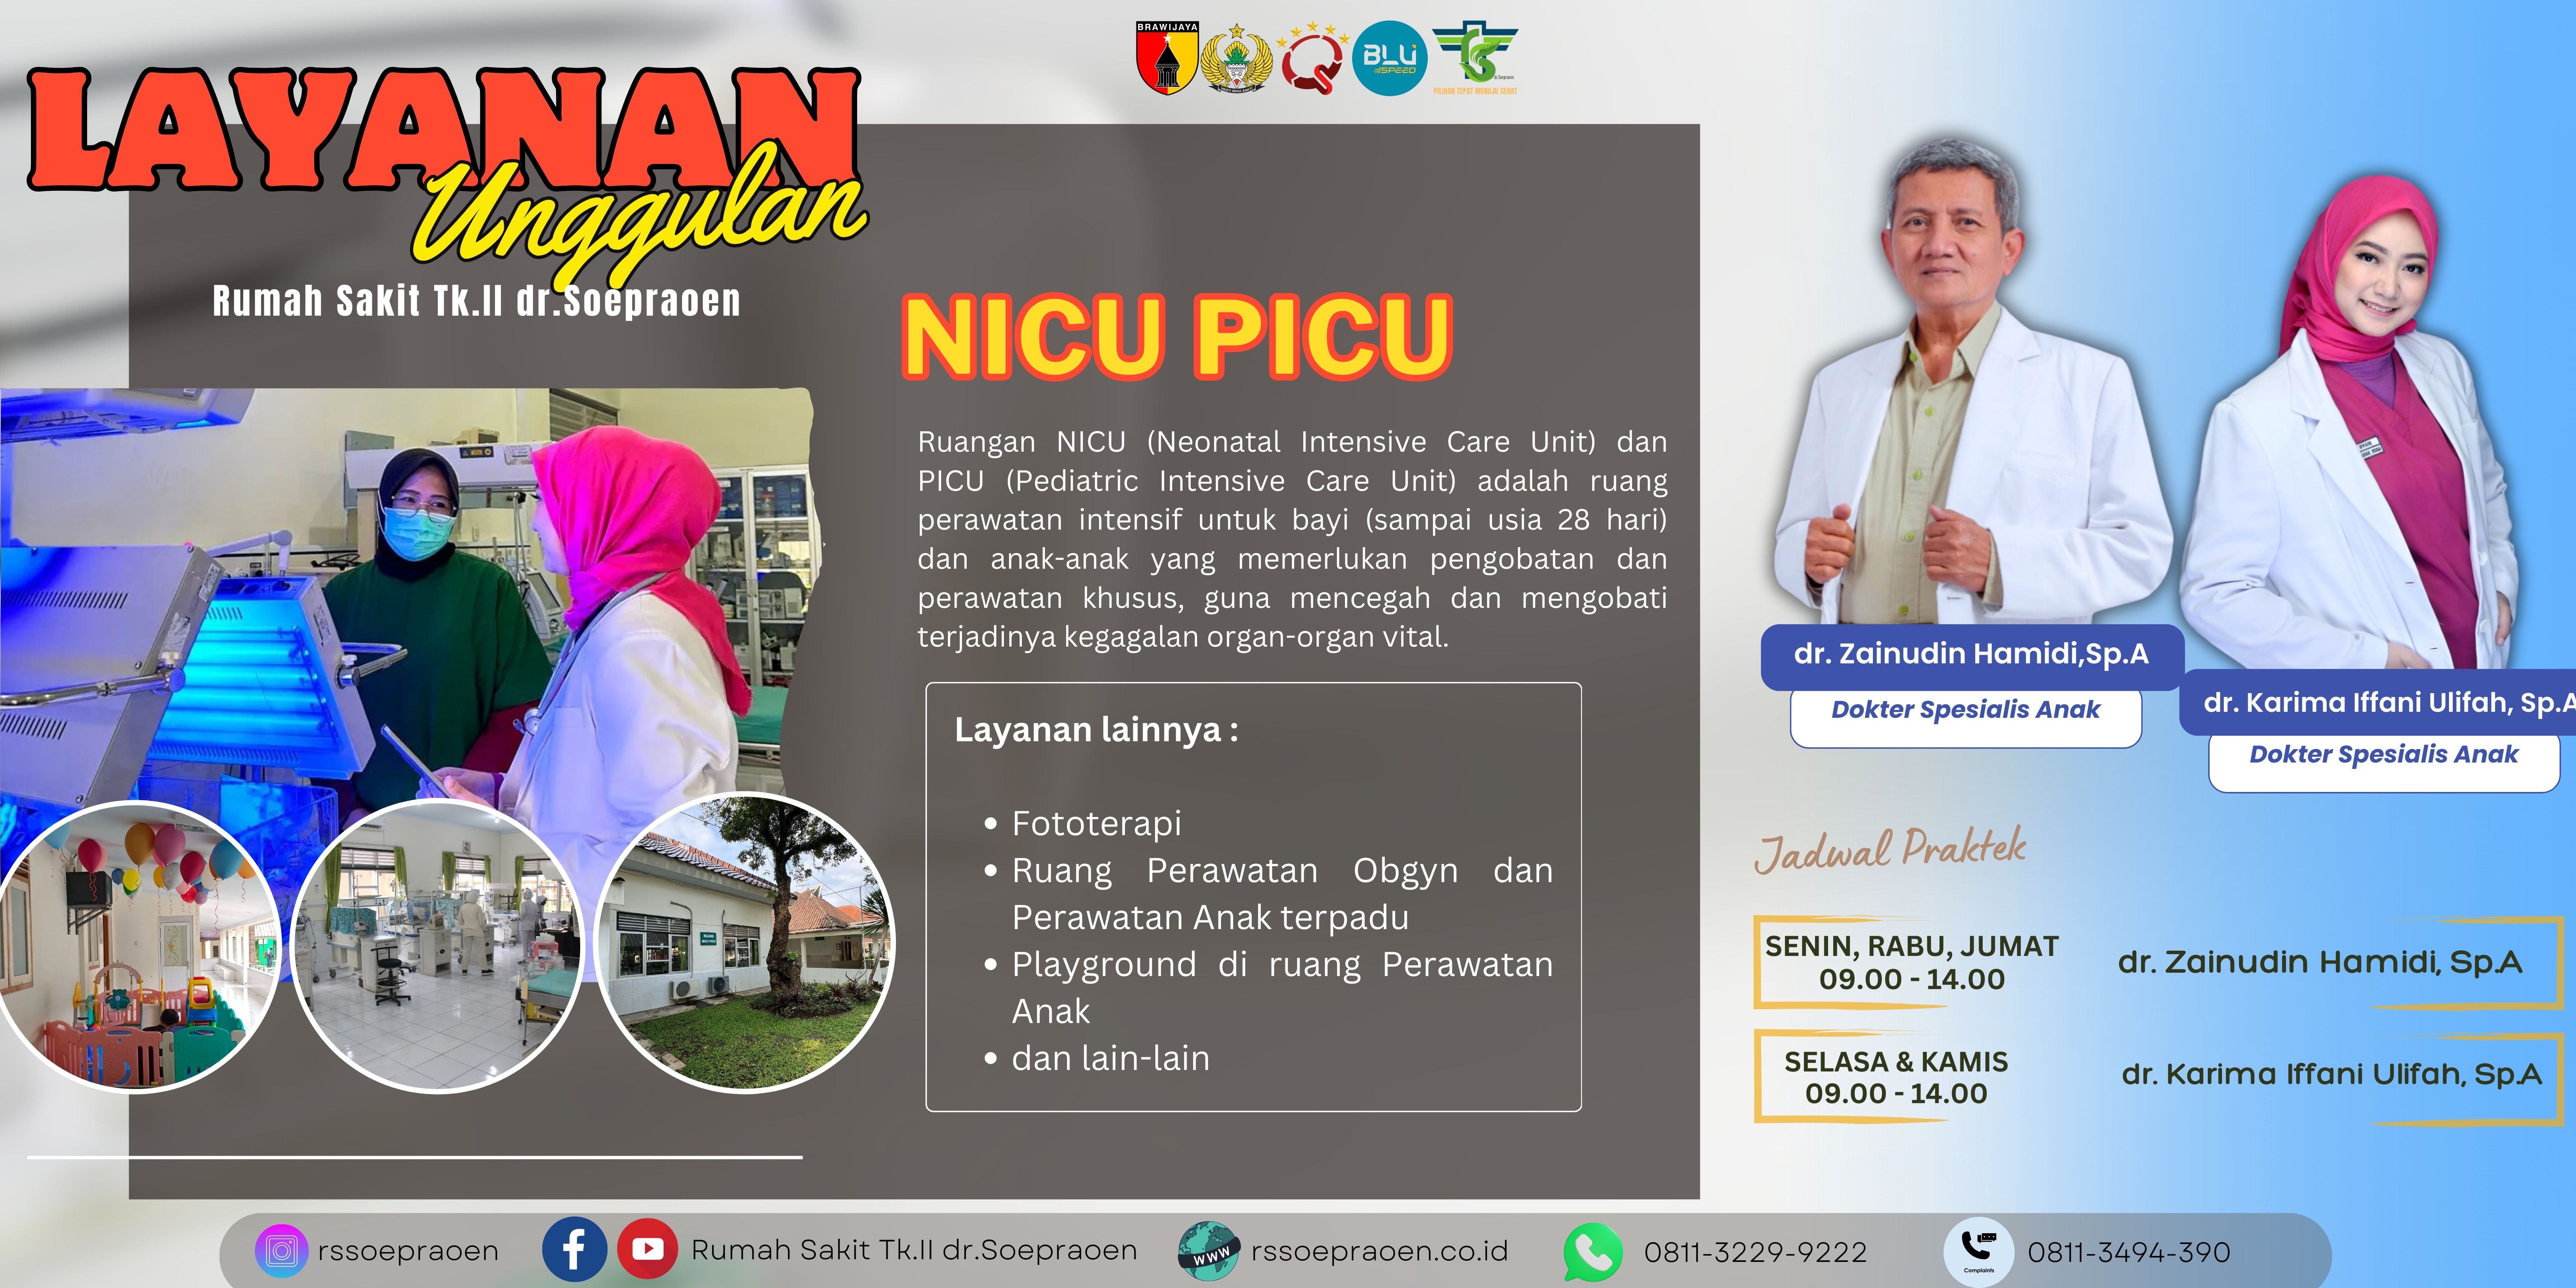 BRAWIJAYA
BLU
SPEED
PILIHAN TEPAT MENUJU SEHAT
LAYANAN
Unggulan
Rumah Sakit Tk.II dr.Soepraoen
NICU PICU
Ruangan NICU (Neonatal Intensive Care Unit) dan
PICU (Pediatric Intensive Care Unit) adalah ruang
perawatan intensif untuk bayi (sampai usia 28 hari)
dan anak-anak yang memerlukan pengobatan dan
perawatan khusus, guna mencegah dan mengobati
terjadinya kegagalan organ-organ vital.
Layanan lainnya :
• Fototerapi
• Ruang Perawatan Obgyn dan
Perawatan Anak terpadu
• Playground di ruang Perawatan
Anak
• dan lain-lain
dr. Zainudin Hamidi,Sp.A
Dokter Spesialis Anak
dr. Karima Iffani Ulifah, Sp.A
Dokter Spesialis Anak
Jadwal Praktek
SENIN, RABU, JUMAT
09.00 - 14.00
dr. Zainudin Hamidi, Sp.A
SELASA & KAMIS
09.00 - 14.00
dr. Karima Iffani Ulifah, Sp.A
rssoepraoen
Rumah Sakit Tk.II dr.Soepraoen
WWW
rssoepraoen.co.id
0811-3229-9222
Complaints
0811-3494-390